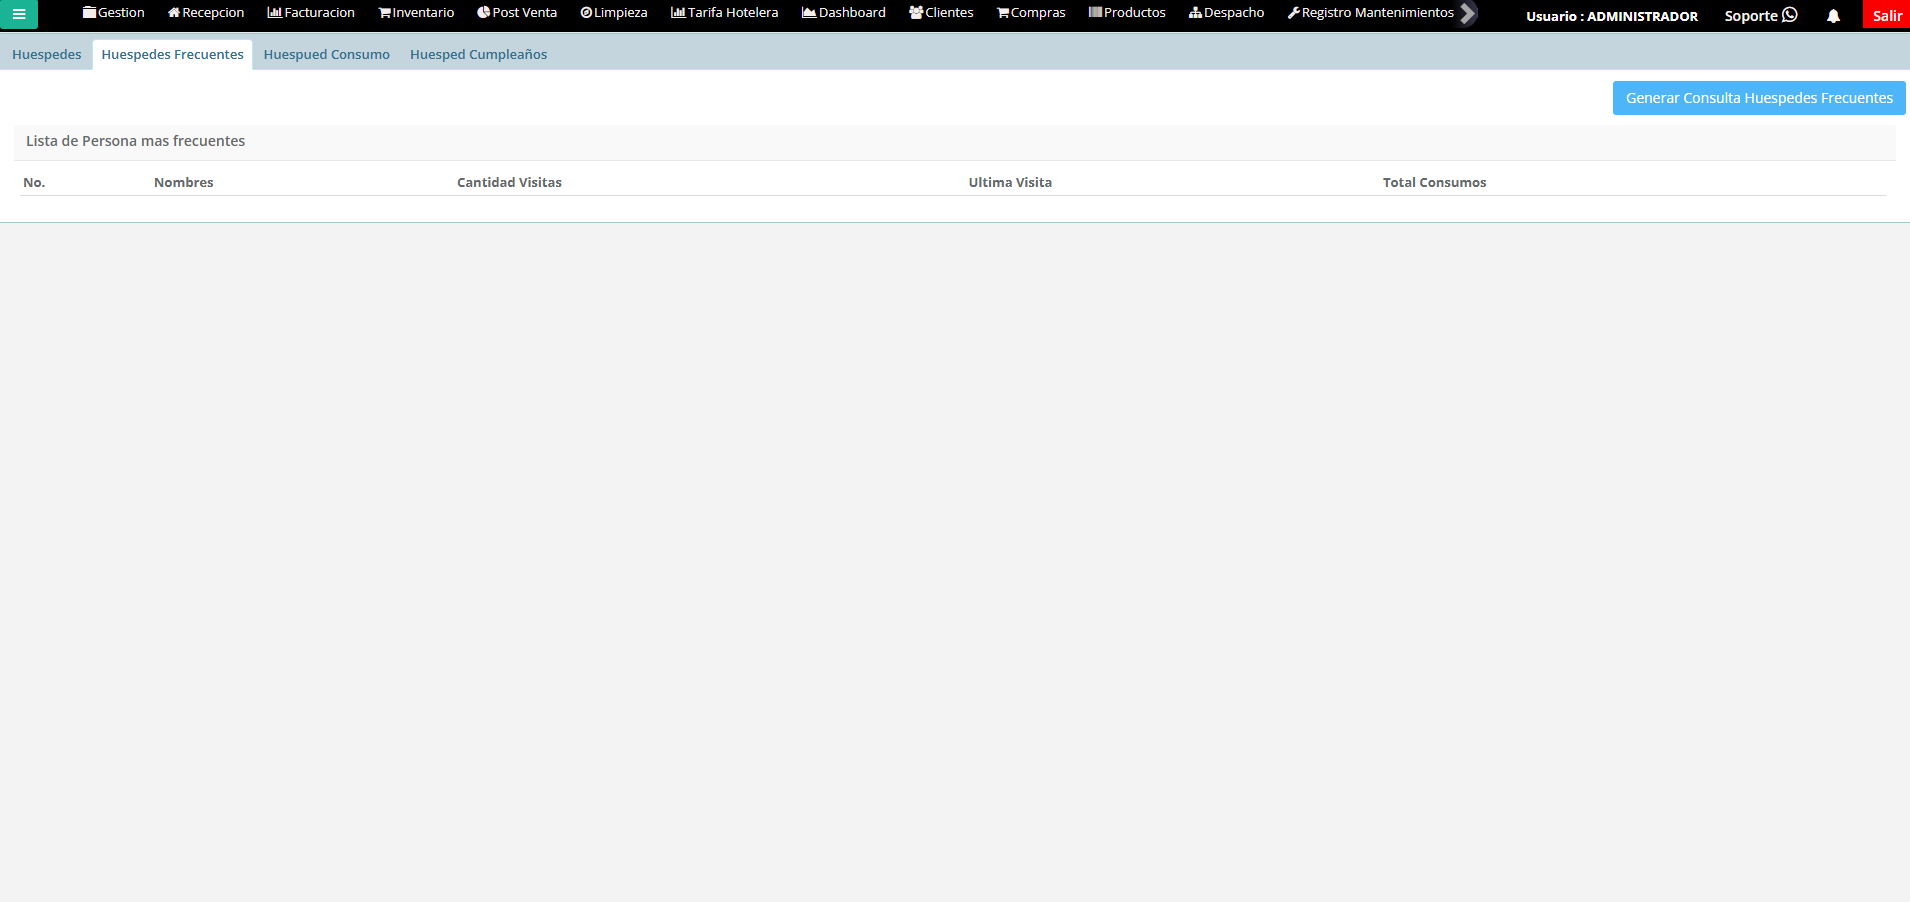 Gestion Recepcion Facturacion Inventario Post Venta Limpieza Tarifa Hotelera Dashboard Clientes Compras Productos Despacho Registro Mantenimientos Usuario : ADMINISTRADOR Soporte Salir
Huespedes Huespedes Frecuentes Huespued Consumo Huesped Cumpleaños
Generar Consulta Huespedes Frecuentes
Lista de Persona mas frecuentes
No. Nombres Cantidad Visitas Ultima Visita Total Consumos